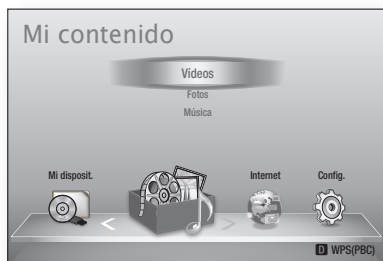 Mi contenido
Vídeos
Fotos
Música
Mi disposit.
Internet
Config.
D WPS(PBC)